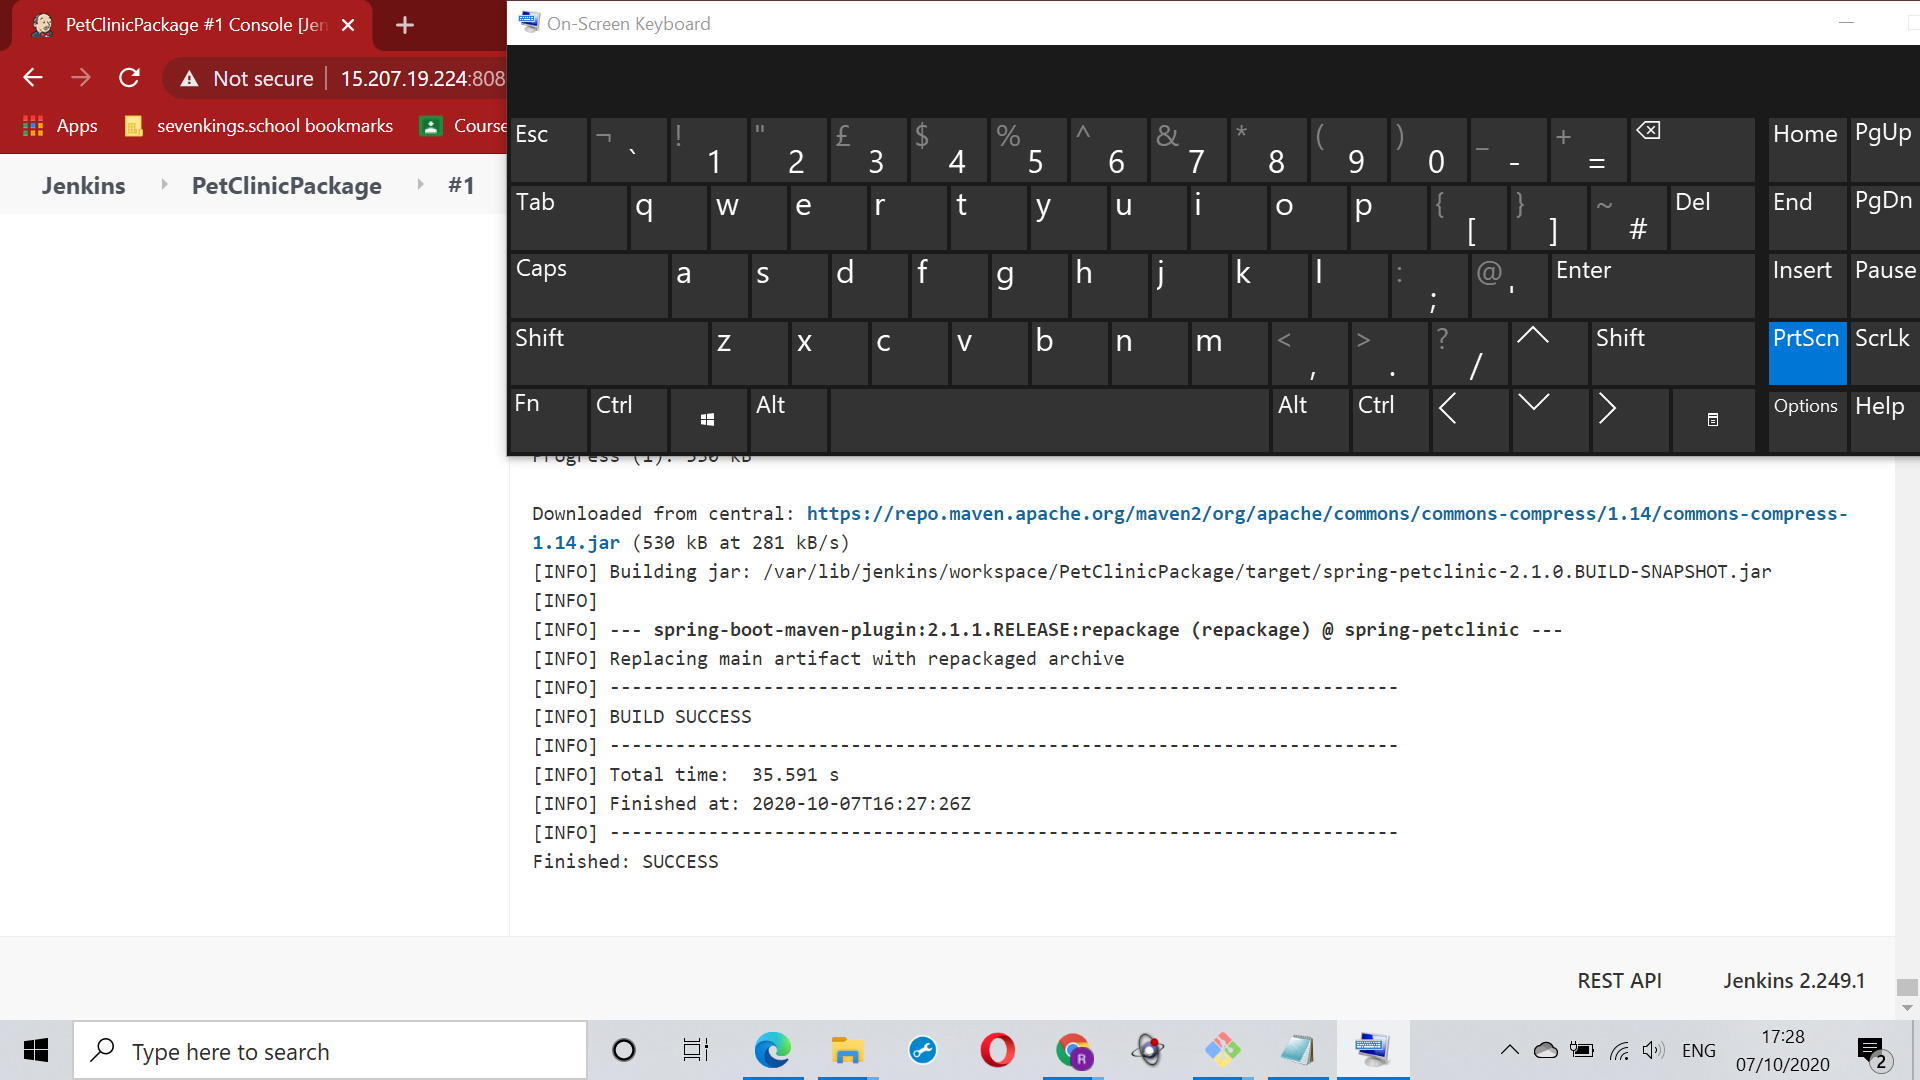 PetClinicPackage #1 Console [Jen
On-Screen Keyboard
Not secure
15.207.19.224:808
Apps
sevenkings.school bookmarks
Course
Jenkins
PetClinicPackage
#1
Esc ¬ ` ! 1 " 2 £ 3 $ 4 % 5 ^ 6 & 7 * 8 ( 9 ) 0 _ - + = Home PgUp
Tab q w e r t y u i o p { [ } ] ~ # Del End PgDn
Caps a s d f g h j k l : ; @ ' Enter Insert Pause
Shift z x c v b n m < , > . ? / Shift PrtScn ScrLk
Fn Ctrl Alt Alt Ctrl Options Help
Progress (1): 530 kB
Downloaded from central: https://repo.maven.apache.org/maven2/org/apache/commons/commons-compress/1.14/commons-compress-
1.14.jar (530 kB at 281 kB/s)
[INFO] Building jar: /var/lib/jenkins/workspace/PetClinicPackage/target/spring-petclinic-2.1.0.BUILD-SNAPSHOT.jar
[INFO]
[INFO] --- spring-boot-maven-plugin:2.1.1.RELEASE:repackage (repackage) @ spring-petclinic ---
[INFO] Replacing main artifact with repackaged archive
[INFO] ------------------------------------------------------------------------
[INFO] BUILD SUCCESS
[INFO] ------------------------------------------------------------------------
[INFO] Total time:  35.591 s
[INFO] Finished at: 2020-10-07T16:27:26Z
[INFO] ------------------------------------------------------------------------
Finished: SUCCESS
REST API
Jenkins 2.249.1
Type here to search
R
ENG
17:28
07/10/2020
2